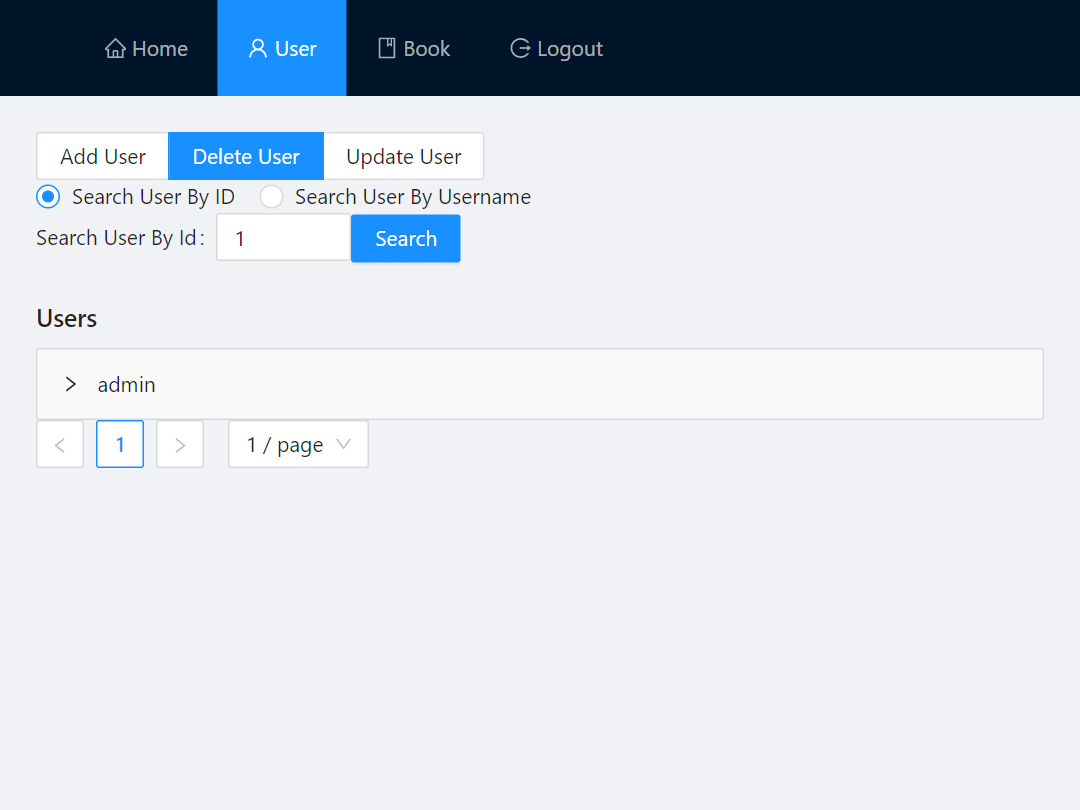 Home User Book Logout
Add User Delete User Update User
Search User By ID Search User By Username
Search User By Id: 1 Search
Users
admin
1 1 / page